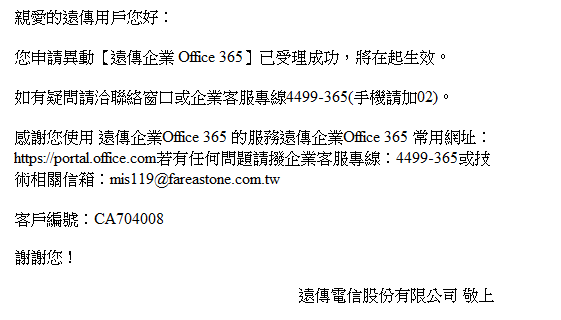 親愛的遠傳用戶您好：
您申請異動【遠傳企業 Office 365】已受理成功，將在起生效。
如有疑問請洽聯絡窗口或企業客服專線4499-365(手機請加02)。
感謝您使用 遠傳企業Office 365 的服務遠傳企業Office 365 常用網址：
https://portal.office.com若有任何問題請撥企業客服專線：4499-365或技
術相關信箱：mis119@fareastone.com.tw
客戶編號：CA704008
謝謝您！
遠傳電信股份有限公司 敬上